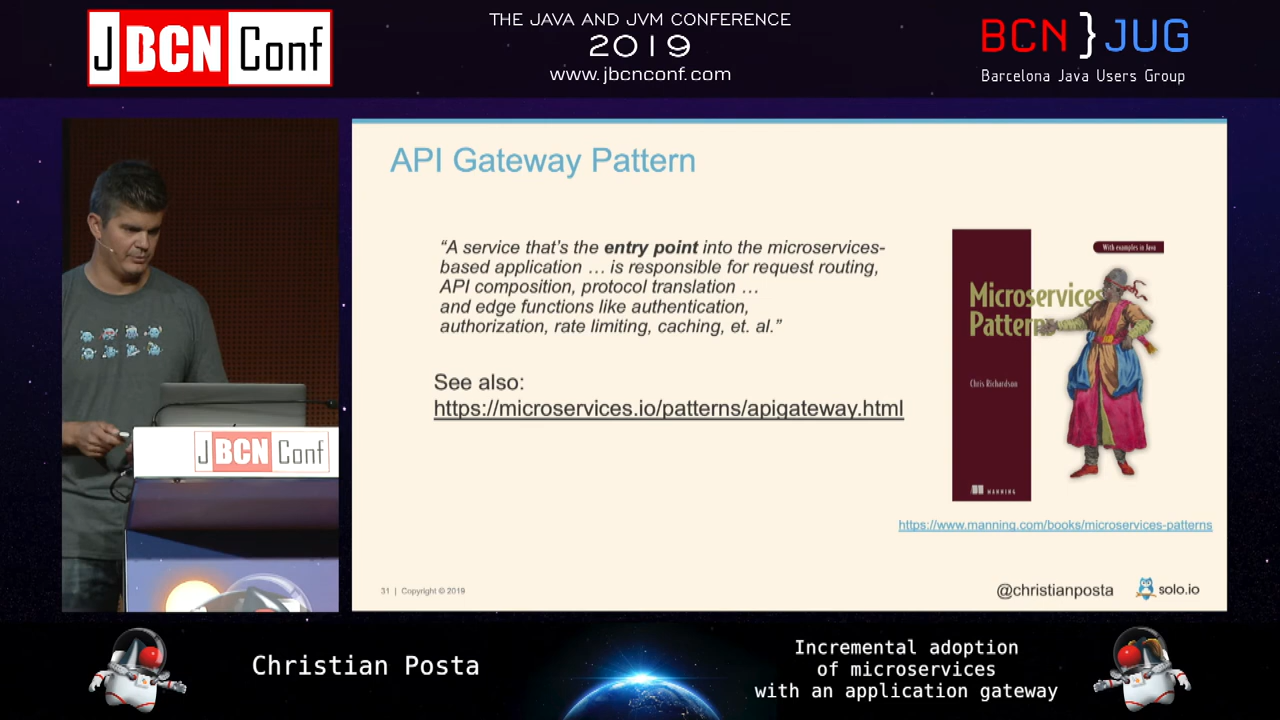 J BCN Conf
THE JAVA AND JVM CONFERENCE
2019
www.jbcnconf.com
BCN } JUG
Barcelona Java Users Group
API Gateway Pattern
“A service that’s the entry point into the microservices-
based application … is responsible for request routing,
API composition, protocol translation …
and edge functions like authentication,
authorization, rate limiting, caching, et. al.”
See also:
https://microservices.io/patterns/apigateway.html
With examples in Java
Microservices
Patterns
Chris Richardson
MANNING
https://www.manning.com/books/microservices-patterns
31 | Copyright © 2019
@christianposta
solo.io
J BCN Conf
Christian Posta
Incremental adoption
of microservices
with an application gateway